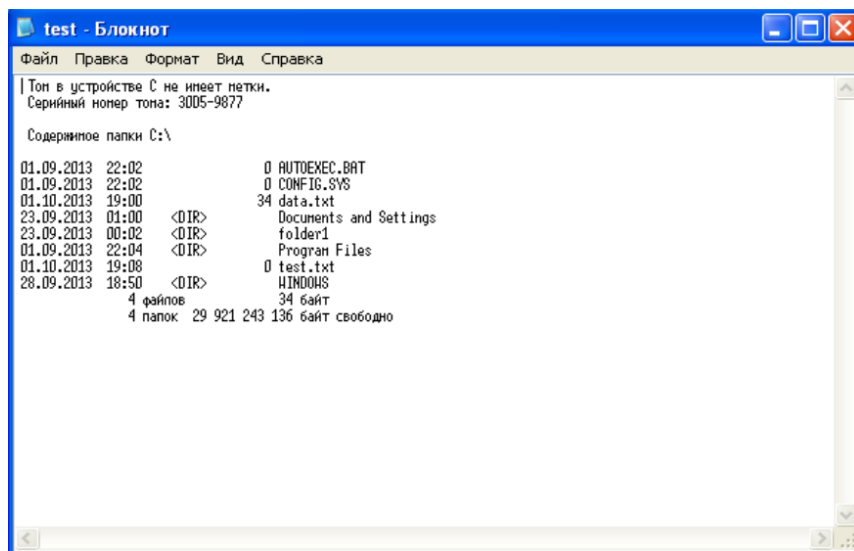 test - Блокнот
Файл Правка Формат Вид Справка
Том в устройстве C не имеет метки.
Серийный номер тома: 30D5-9877
Содержимое папки C:\
01.09.2013 22:02 0 AUTOEXEC.BAT
01.09.2013 22:02 0 CONFIG.SYS
01.10.2013 19:00 34 data.txt
23.09.2013 01:00 <DIR> Documents and Settings
23.09.2013 00:02 <DIR> folder1
01.09.2013 22:04 <DIR> Program Files
01.10.2013 19:08 0 test.txt
28.09.2013 18:50 <DIR> WINDOWS
4 файлов 34 байт
4 папок 29 921 243 136 байт свободно